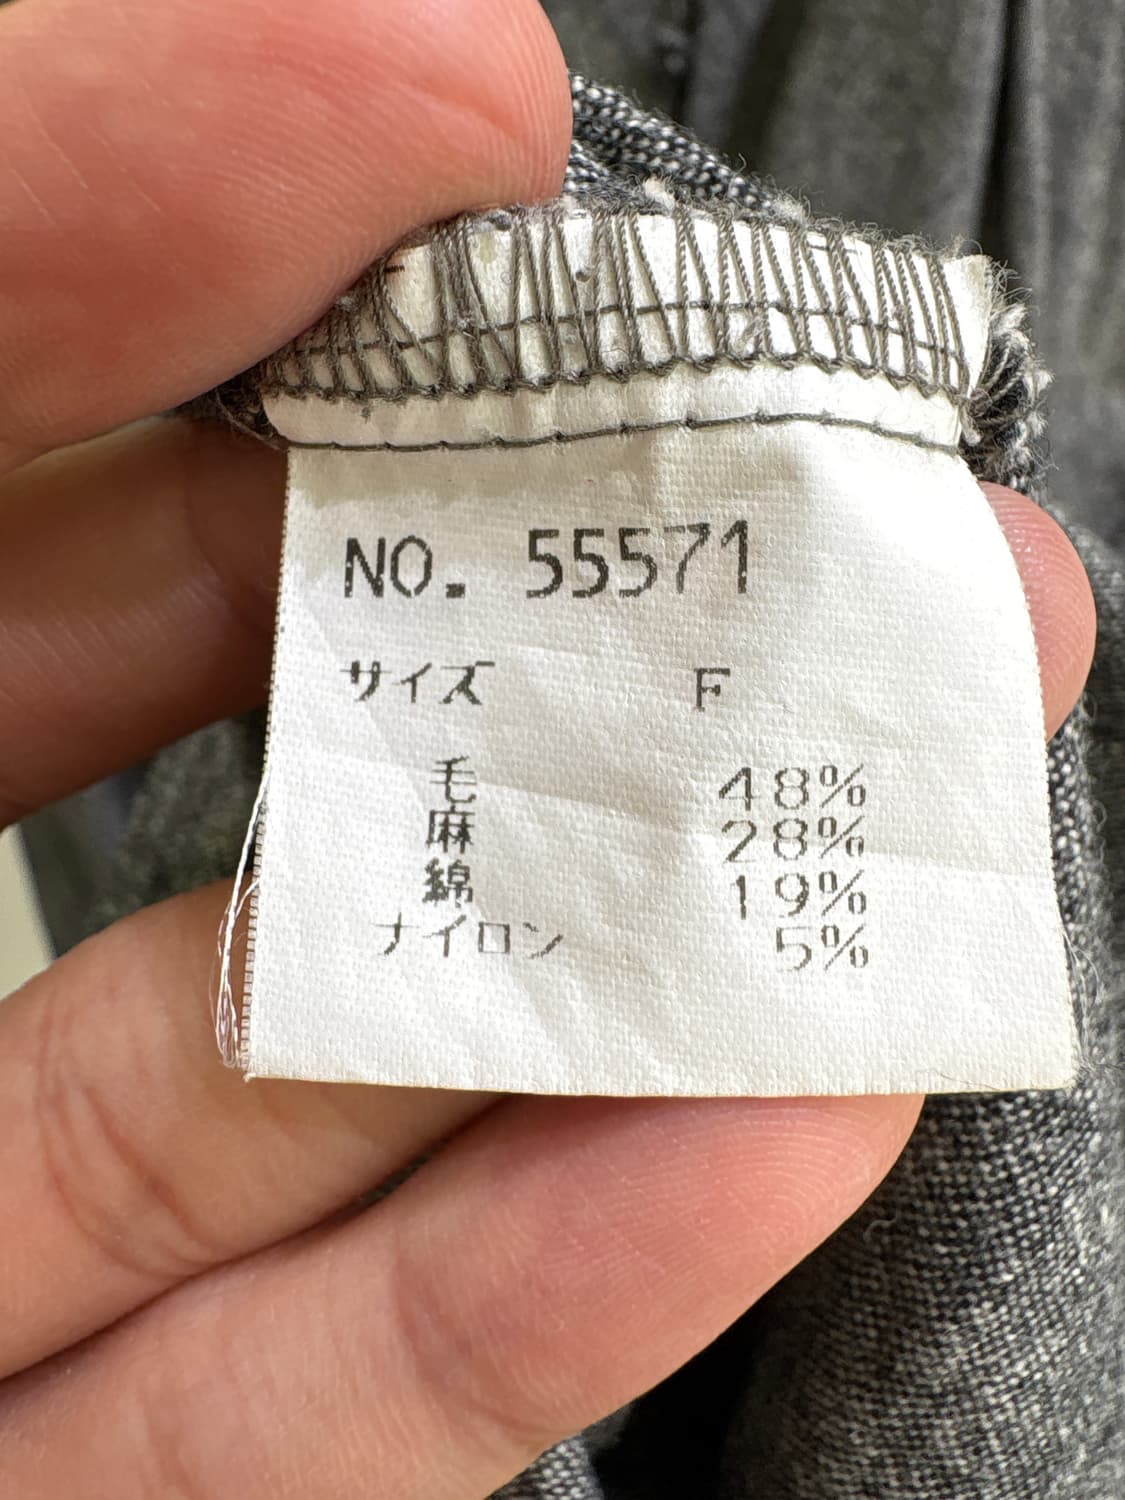 NO. 55571
サイズ F
毛 48%
麻 28%
綿 19%
ナイロン 5%